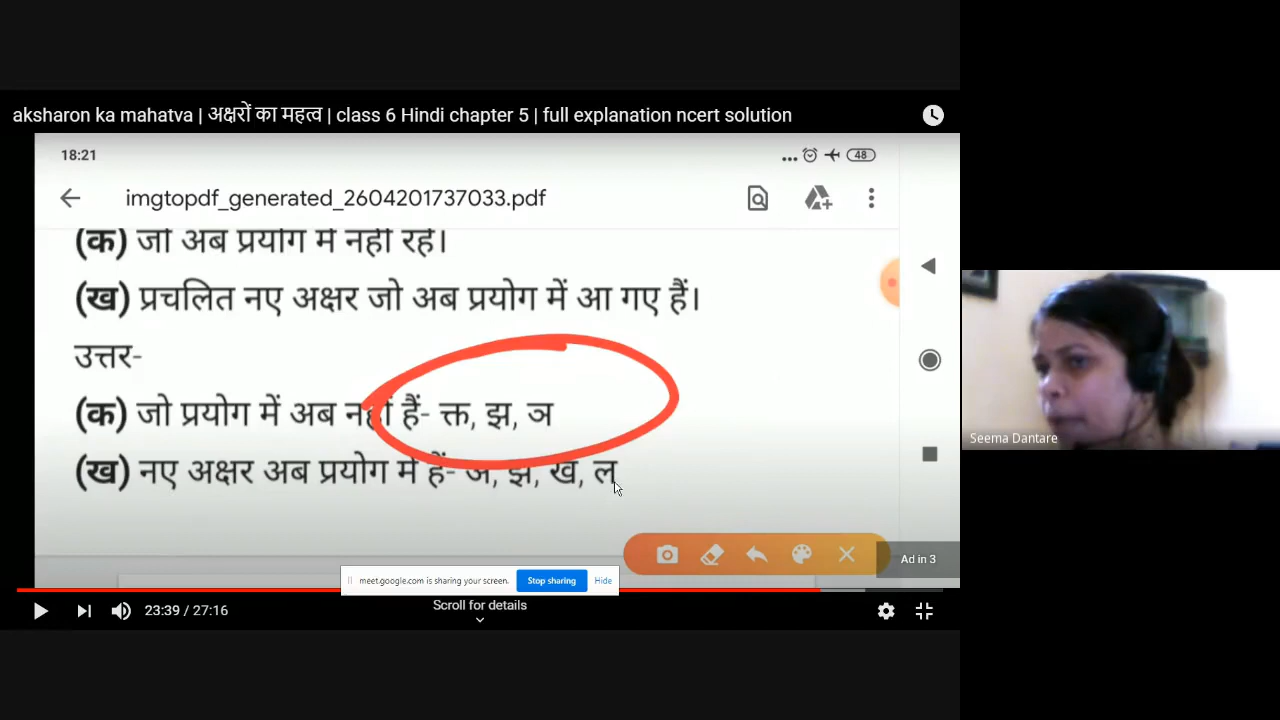 aksharon ka mahatva | अक्षरों का महत्व | class 6 Hindi chapter 5 | full explanation ncert solution
18:21
48
imgtopdf_generated_2604201737033.pdf
(क) जो अब प्रयोग में नहीं रहे।
(ख) प्रचलित नए अक्षर जो अब प्रयोग में आ गए हैं।
उत्तर-
(क) जो प्रयोग में अब नहीं हैं- क्त, झ, ञ
(ख) नए अक्षर अब प्रयोग में हैं- अ, झ, ख, ल
Seema Dantare
Ad in 3
meet.google.com is sharing your screen. Stop sharing Hide
23:39 / 27:16
Scroll for details